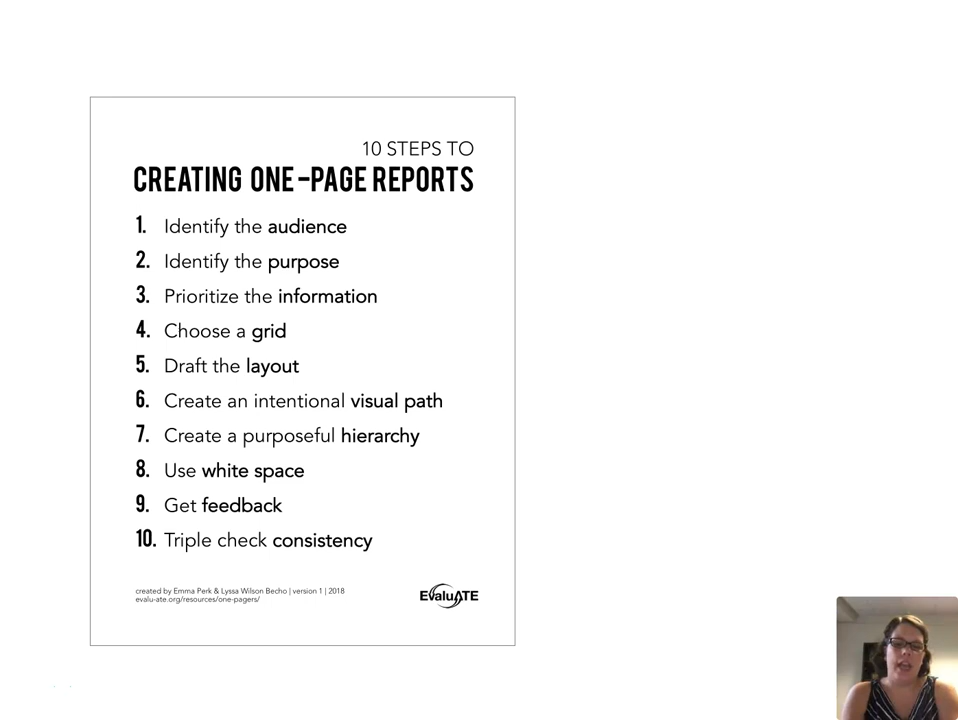 10 STEPS TO
CREATING ONE-PAGE REPORTS
1. Identify the audience
2. Identify the purpose
3. Prioritize the information
4. Choose a grid
5. Draft the layout
6. Create an intentional visual path
7. Create a purposeful hierarchy
8. Use white space
9. Get feedback
10. Triple check consistency
created by Emma Perk & Lyssa Wilson Becho | version 1 | 2018
evalu-ate.org/resources/one-pagers/
EvaluATE